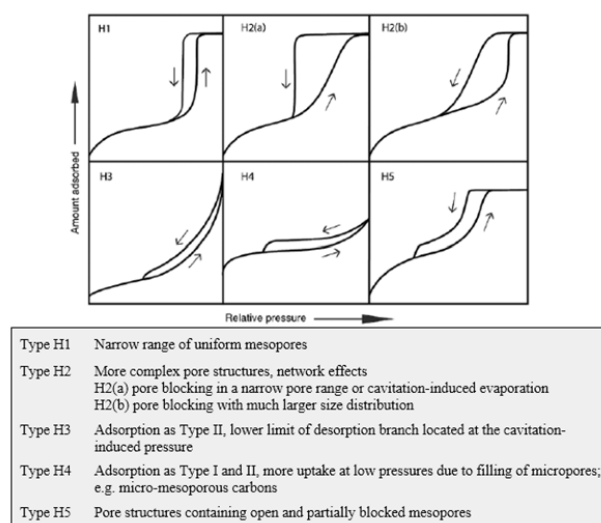 H1 H2(a) H2(b)
H3 H4 H5
Amount adsorbed
Relative pressure
Type H1 Narrow range of uniform mesopores
Type H2 More complex pore structures, network effects
H2(a) pore blocking in a narrow pore range or cavitation-induced evaporation
H2(b) pore blocking with much larger size distribution
Type H3 Adsorption as Type II, lower limit of desorption branch located at the cavitation-
induced pressure
Type H4 Adsorption as Type I and II, more uptake at low pressures due to filling of micropores;
e.g. micro-mesoporous carbons
Type H5 Pore structures containing open and partially blocked mesopores